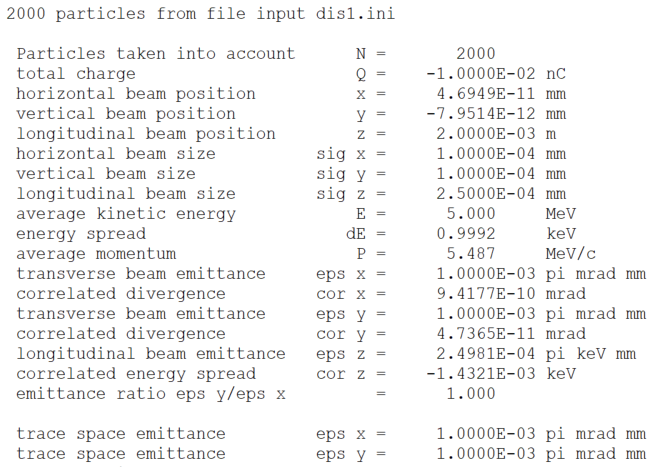 2000 particles from file input dis1.ini
Particles taken into account N = 2000
total charge Q = -1.0000E-02 nC
horizontal beam position x = 4.6949E-11 mm
vertical beam position y = -7.9514E-12 mm
longitudinal beam position z = 2.0000E-03 m
horizontal beam size sig x = 1.0000E-04 mm
vertical beam size sig y = 1.0000E-04 mm
longitudinal beam size sig z = 2.5000E-04 mm
average kinetic energy E = 5.000 MeV
energy spread dE = 0.9992 keV
average momentum P = 5.487 MeV/c
transverse beam emittance eps x = 1.0000E-03 pi mrad mm
correlated divergence cor x = 9.4177E-10 mrad
transverse beam emittance eps y = 1.0000E-03 pi mrad mm
correlated divergence cor y = 4.7365E-11 mrad
longitudinal beam emittance eps z = 2.4981E-04 pi keV mm
correlated energy spread cor z = -1.4321E-03 keV
emittance ratio eps y/eps x = 1.000
trace space emittance eps x = 1.0000E-03 pi mrad mm
trace space emittance eps y = 1.0000E-03 pi mrad mm